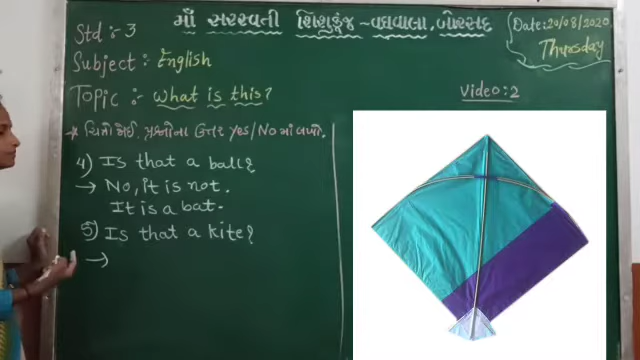 માઁ સરસ્વતી શિશુકુંજ ~ વઘવાલા, બોરસદ
Date: 20/08/2020
Thursday
Std :- 3
Subject :- English
Topic :- What is this?
Video : 2
* ચિત્રો જોઈ, પ્રશ્નોના ઉત્તર Yes/No માં લખો.
4) Is that a ball?
→ No, it is not.
It is a bat.
5) Is that a kite?
→